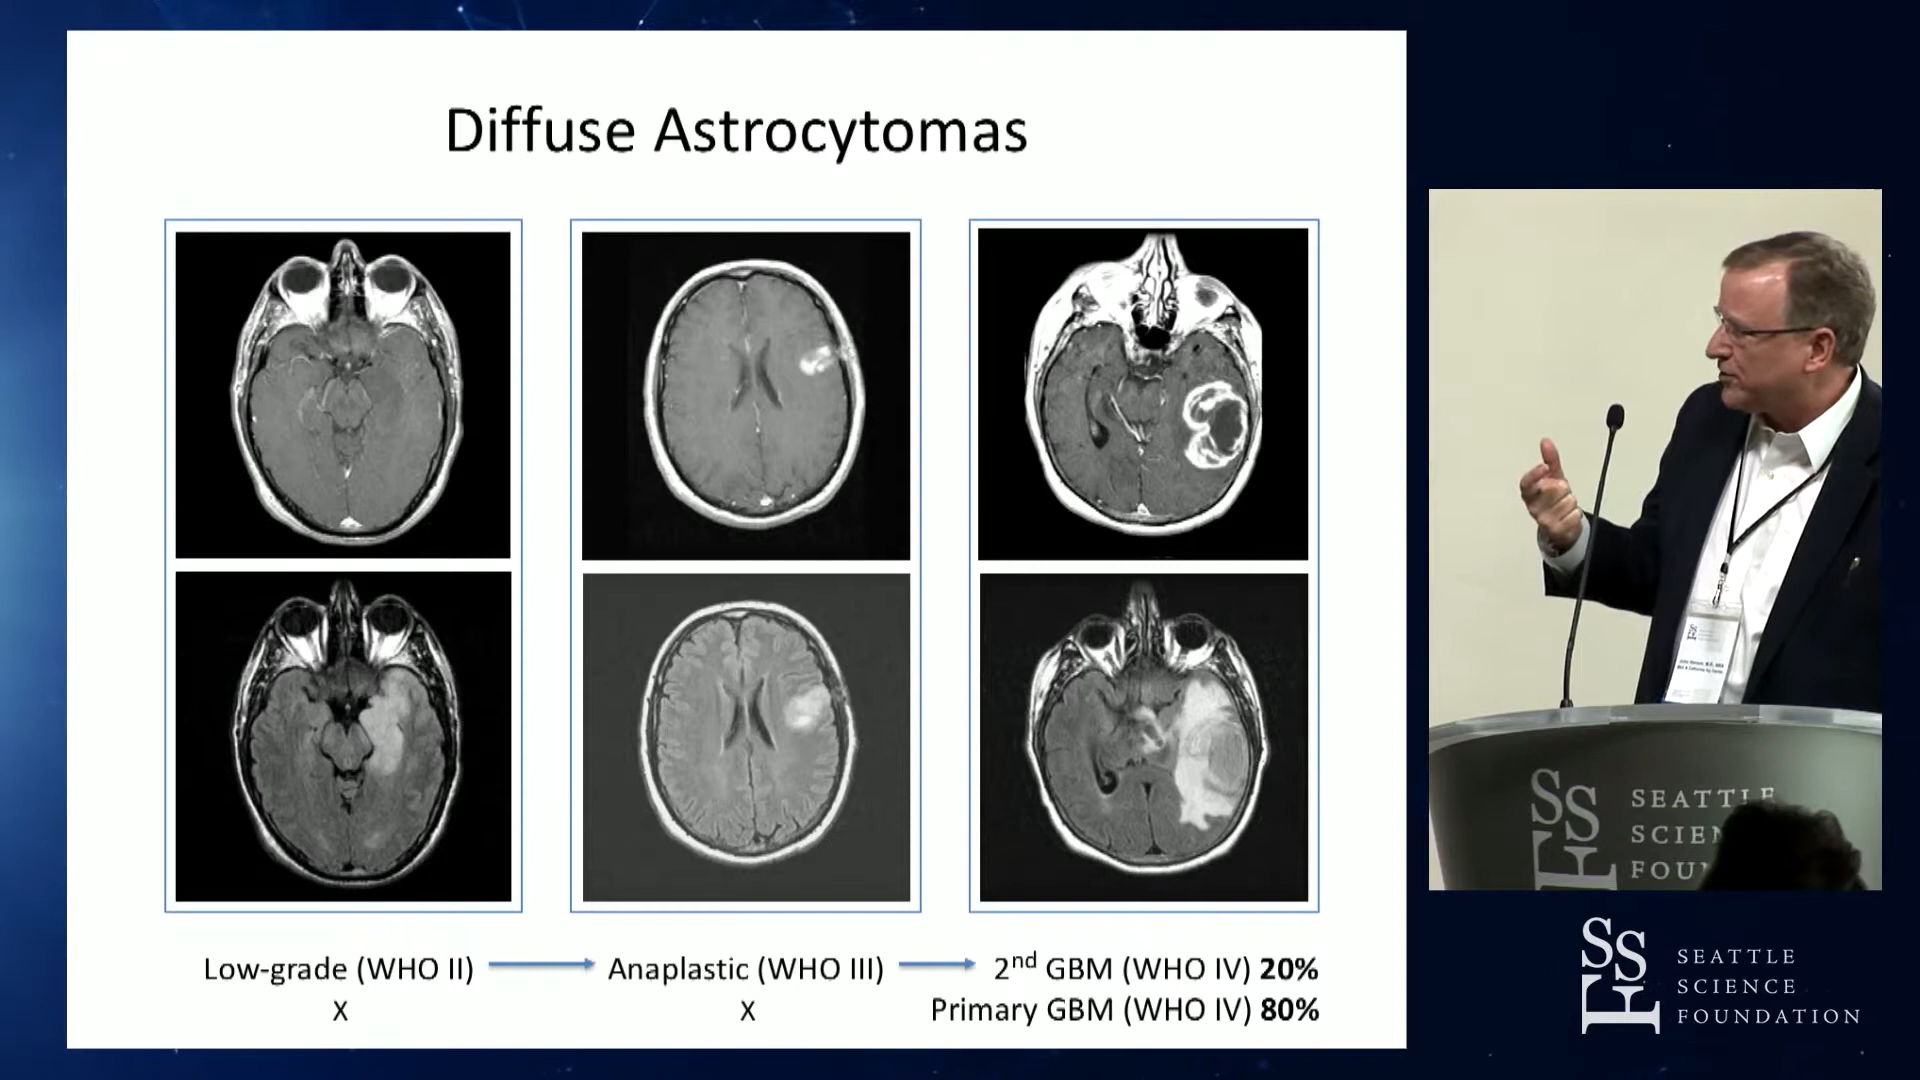 Diffuse Astrocytomas
Low-grade (WHO II)
Anaplastic (WHO III)
2nd GBM (WHO IV) 20%
X
X
Primary GBM (WHO IV) 80%
SEATTLE
SCIEN
FOU
SEATTLE
SCIENCE
FOUNDATION